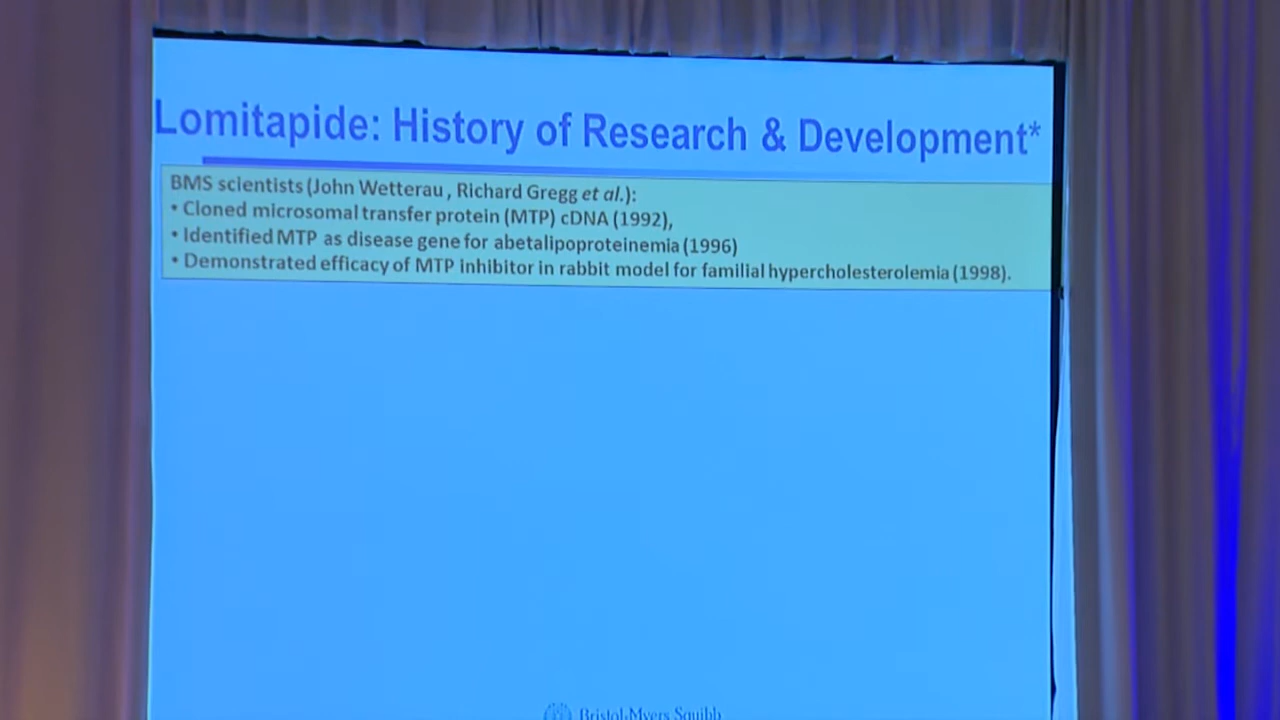 Lomitapide: History of Research & Development*
BMS scientists (John Wetterau , Richard Gregg et al.):
• Cloned microsomal transfer protein (MTP) cDNA (1992),
• Identified MTP as disease gene for abetalipoproteinemia (1996)
• Demonstrated efficacy of MTP inhibitor in rabbit model for familial hypercholesterolemia (1998).
Bristol-Myers Squibb